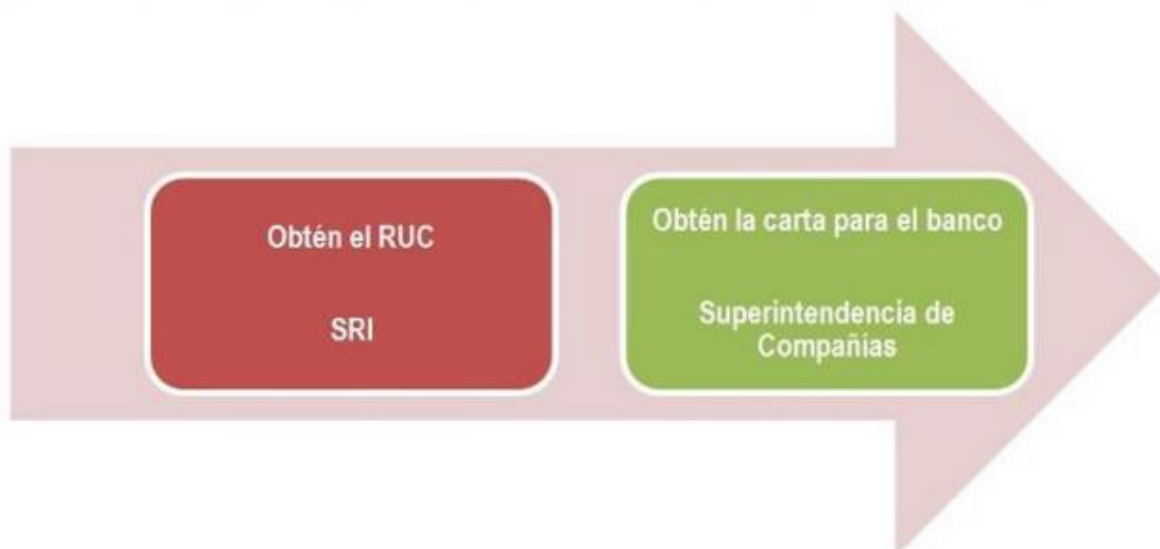 Obtén el RUC
SRI
Obtén la carta para el banco
Superintendencia de
Compañías